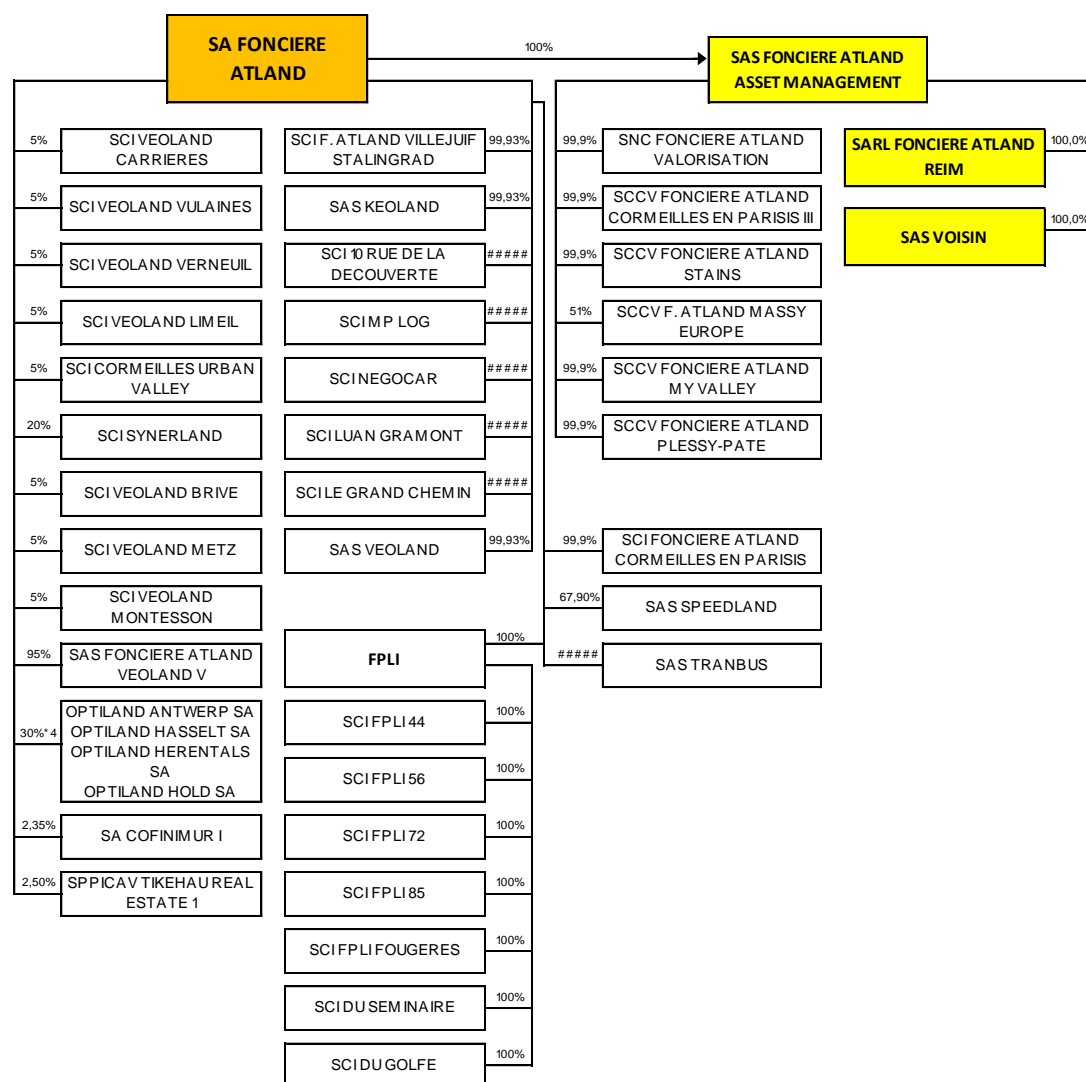 SA FONCIERE
ATLAND
100%
SAS FONCIERE ATLAND
ASSET MANAGEMENT
5%
SCI VEOLAND
CARRIERES
5%
SCI VEOLAND VULAINES
5%
SCI VEOLAND VERNEUIL
5%
SCI VEOLAND LIMEIL
5%
SCI CORMEILLES URBAN
VALLEY
20%
SCI SYNERLAND
5%
SCI VEOLAND BRIVE
5%
SCI VEOLAND METZ
5%
SCI VEOLAND
MONTESSON
95%
SAS FONCIERE ATLAND
VEOLAND V
30%*4
OPTILAND ANTWERP SA
OPTILAND HASSELT SA
OPTILAND HERENTALS
SA
OPTILAND HOLD SA
2,35%
SA COFINIMUR I
2,50%
SPPICAV TIKEHAU REAL
ESTATE 1
SCI F. ATLAND VILLEJUIF
STALINGRAD
99,93%
SAS KEOLAND
99,93%
SCI 10 RUE DE LA
DECOUVERTE
#####
SCI MP LOG
#####
SCI NEGOCAR
#####
SCI LUAN GRAMONT
#####
SCI LE GRAND CHEMIN
#####
SAS VEOLAND
99,93%
FPLI
100%
SCI FPLI 44
100%
SCI FPLI 56
100%
SCI FPLI 72
100%
SCI FPLI 85
100%
SCI FPLI FOUGERES
100%
SCI DU SEMINAIRE
100%
SCI DU GOLFE
100%
99,9%
SNC FONCIERE ATLAND
VALORISATION
99,9%
SCCV FONCIERE ATLAND
CORMEILLES EN PARISIS III
99,9%
SCCV FONCIERE ATLAND
STAINS
51%
SCCV F. ATLAND MASSY
EUROPE
99,9%
SCCV FONCIERE ATLAND
MY VALLEY
99,9%
SCCV FONCIERE ATLAND
PLESSY-PATE
99,9%
SCI FONCIERE ATLAND
CORMEILLES EN PARISIS
67,90%
SAS SPEEDLAND
#####
SAS TRANBUS
SARL FONCIERE ATLAND
REIM
100,0%
SAS VOISIN
100,0%